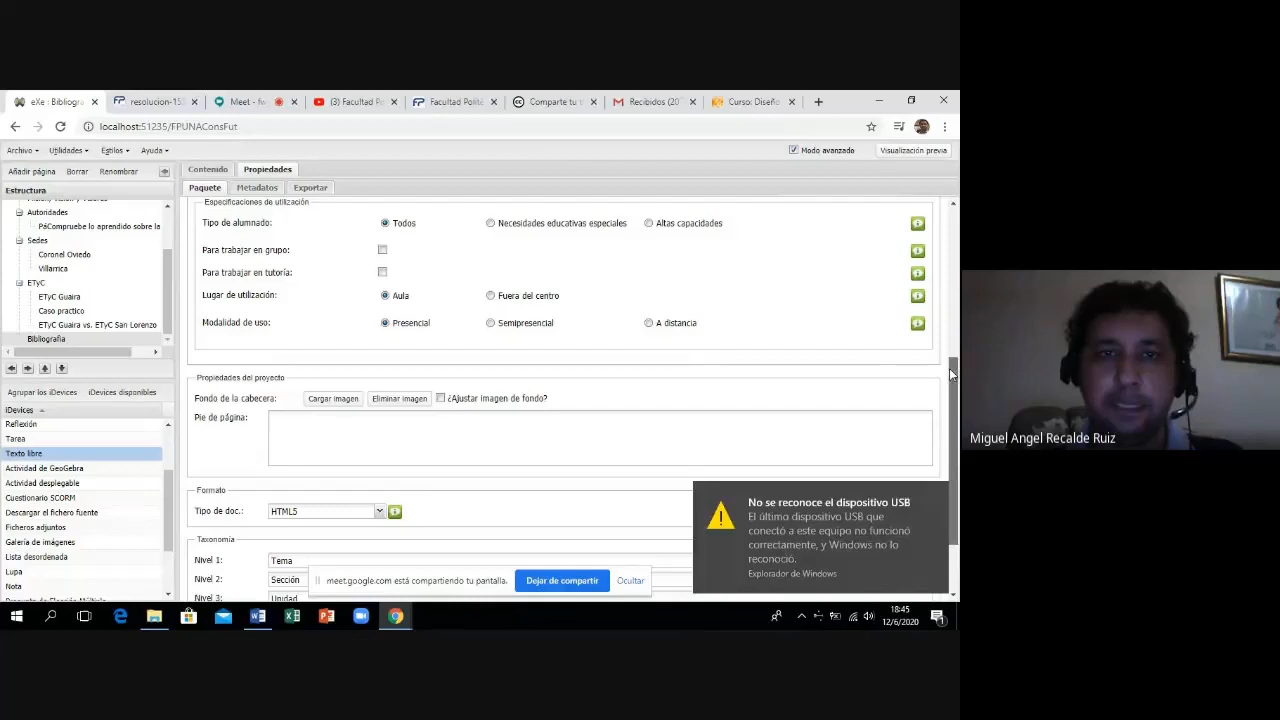 eXe : Bibliogra
resolucion-15
Meet - fw
(3) Facultad Po
Facultad Polité
Comparte tu t
Recibidos (20
Curso: Diseño
localhost:51235/FPUNAConsFut
Archivo
Utilidades
Estilos
Ayuda
Modo avanzado
Visualización previa
Añadir página
Borrar
Renombrar
Contenido
Propiedades
Paquete
Metadatos
Exportar
Estructura
Autoridades
PáCompruebe lo aprendido sobre la
Sedes
Coronel Oviedo
Villarrica
ETyC
ETyC Guaira
Caso practico
ETyC Guaira vs. ETyC San Lorenzo
Bibliografía
Agrupar los iDevices
iDevices disponibles
iDevices
Reflexión
Tarea
Texto libre
Actividad de GeoGebra
Actividad desplegable
Cuestionario SCORM
Descargar el fichero fuente
Ficheros adjuntos
Galería de imágenes
Lista desordenada
Lupa
Nota
Especificaciones de utilización
Tipo de alumnado:
Todos
Necesidades educativas especiales
Altas capacidades
Para trabajar en grupo:
Para trabajar en tutoría:
Lugar de utilización:
Aula
Fuera del centro
Modalidad de uso:
Presencial
Semipresencial
A distancia
Propiedades del proyecto
Fondo de la cabecera:
Cargar imagen
Eliminar imagen
¿Ajustar imagen de fondo?
Pie de página:
Formato
Tipo de doc.:
HTML5
Taxonomía
Nivel 1:
Tema
Nivel 2:
Sección
Nivel 3:
Unidad
No se reconoce el dispositivo USB
El último dispositivo USB que
conectó a este equipo no funcionó
correctamente, y Windows no lo
reconoció.
Explorador de Windows
meet.google.com está compartiendo tu pantalla.
Dejar de compartir
Ocultar
18:45
12/6/2020
1
Miguel Angel Recalde Ruiz